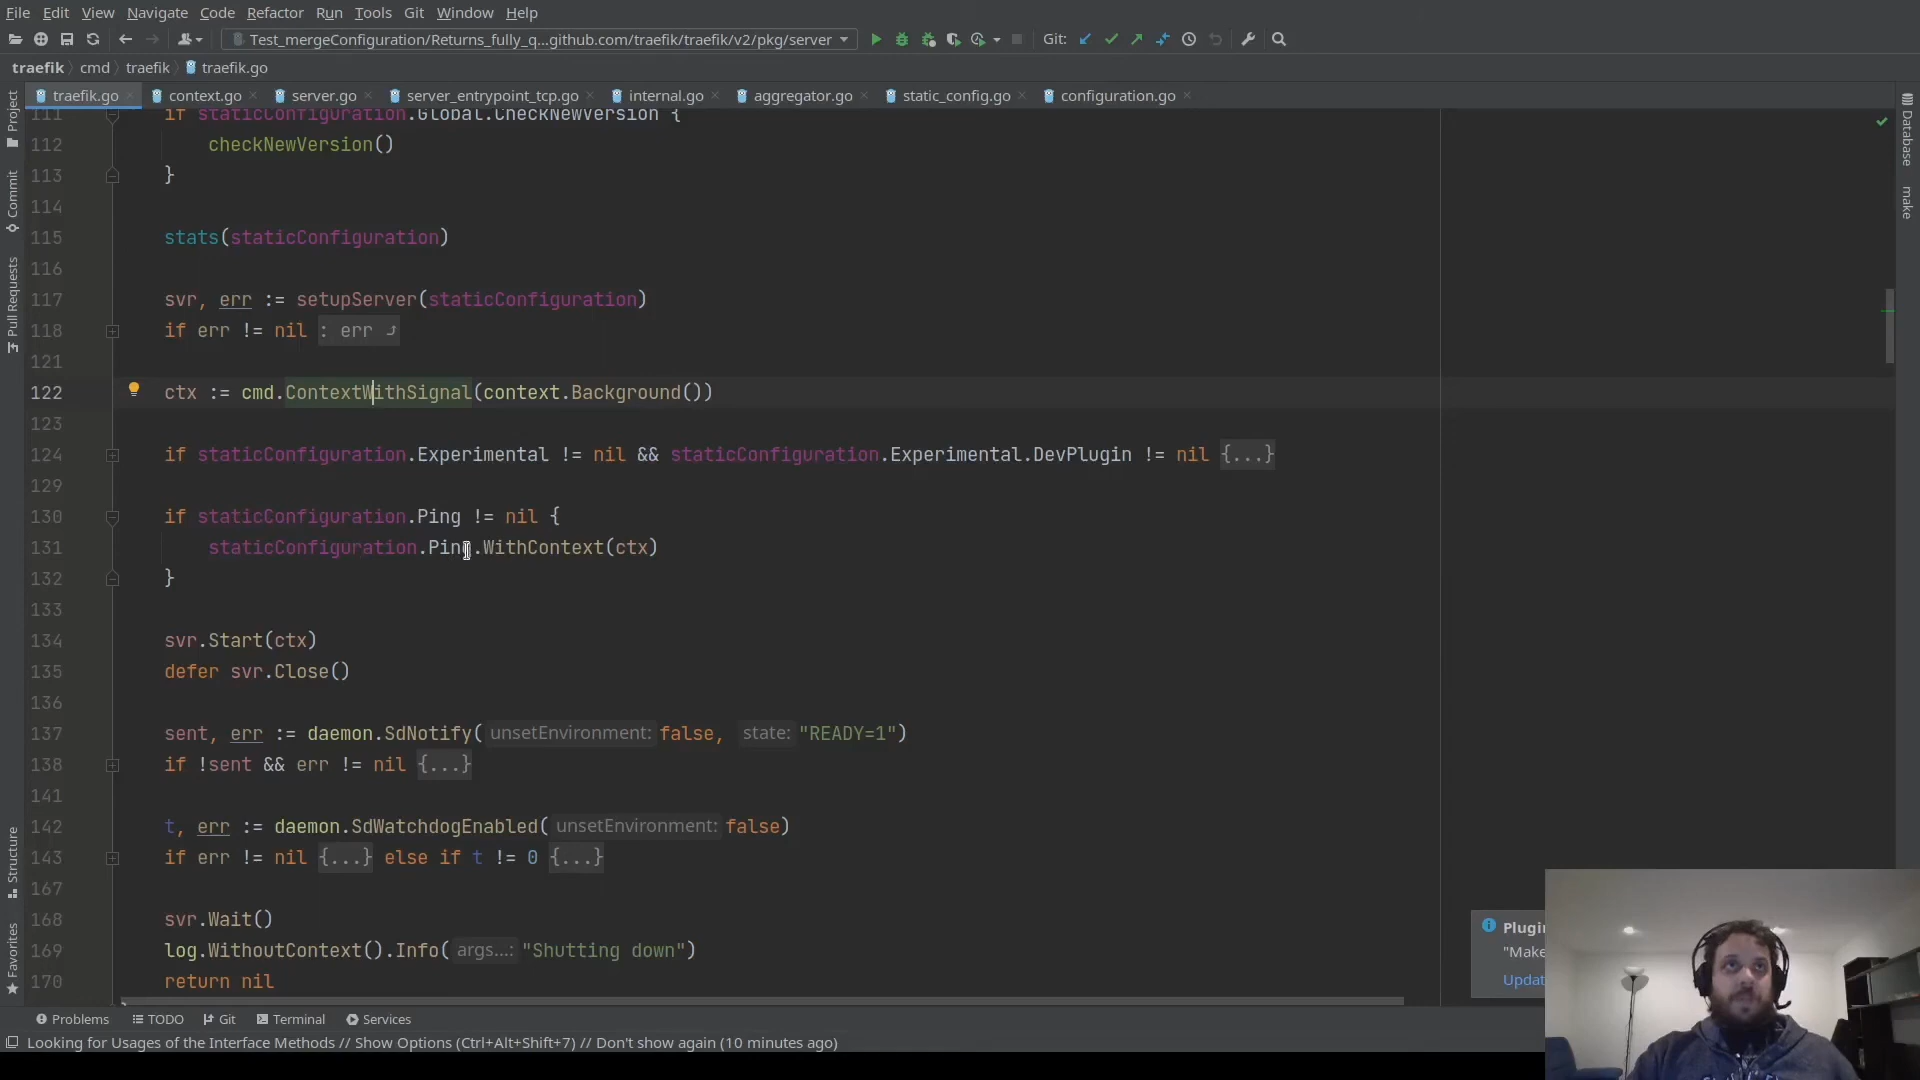 File Edit View Navigate Code Refactor Run Tools Git Window Help
Test_mergeConfiguration/Returns_fully_q...github.com/traefik/traefik/v2/pkg/server Git:
traefik cmd traefik traefik.go
traefik.go context.go server.go server_entrypoint_tcp.go internal.go aggregator.go static_config.go configuration.go
Project
Commit
Pull Requests
Structure
Favorites
Database
make
111 if staticConfiguration.Global.CheckNewVersion {
112 checkNewVersion()
113 }
114
115 stats(staticConfiguration)
116
117 svr, err := setupServer(staticConfiguration)
118 if err != nil : err
121
122 ctx := cmd.ContextWithSignal(context.Background())
123
124 if staticConfiguration.Experimental != nil && staticConfiguration.Experimental.DevPlugin != nil {...}
129
130 if staticConfiguration.Ping != nil {
131 staticConfiguration.Ping.WithContext(ctx)
132 }
133
134 svr.Start(ctx)
135 defer svr.Close()
136
137 sent, err := daemon.SdNotify( unsetEnvironment: false, state: "READY=1")
138 if !sent && err != nil {...}
141
142 t, err := daemon.SdWatchdogEnabled( unsetEnvironment: false)
143 if err != nil {...} else if t != 0 {...}
167
168 svr.Wait()
169 log.WithoutContext().Info( args...: "Shutting down")
170 return nil
Plugin
"Make
Updat
Problems TODO Git Terminal Services
Looking for Usages of the Interface Methods // Show Options (Ctrl+Alt+Shift+7) // Don't show again (10 minutes ago)